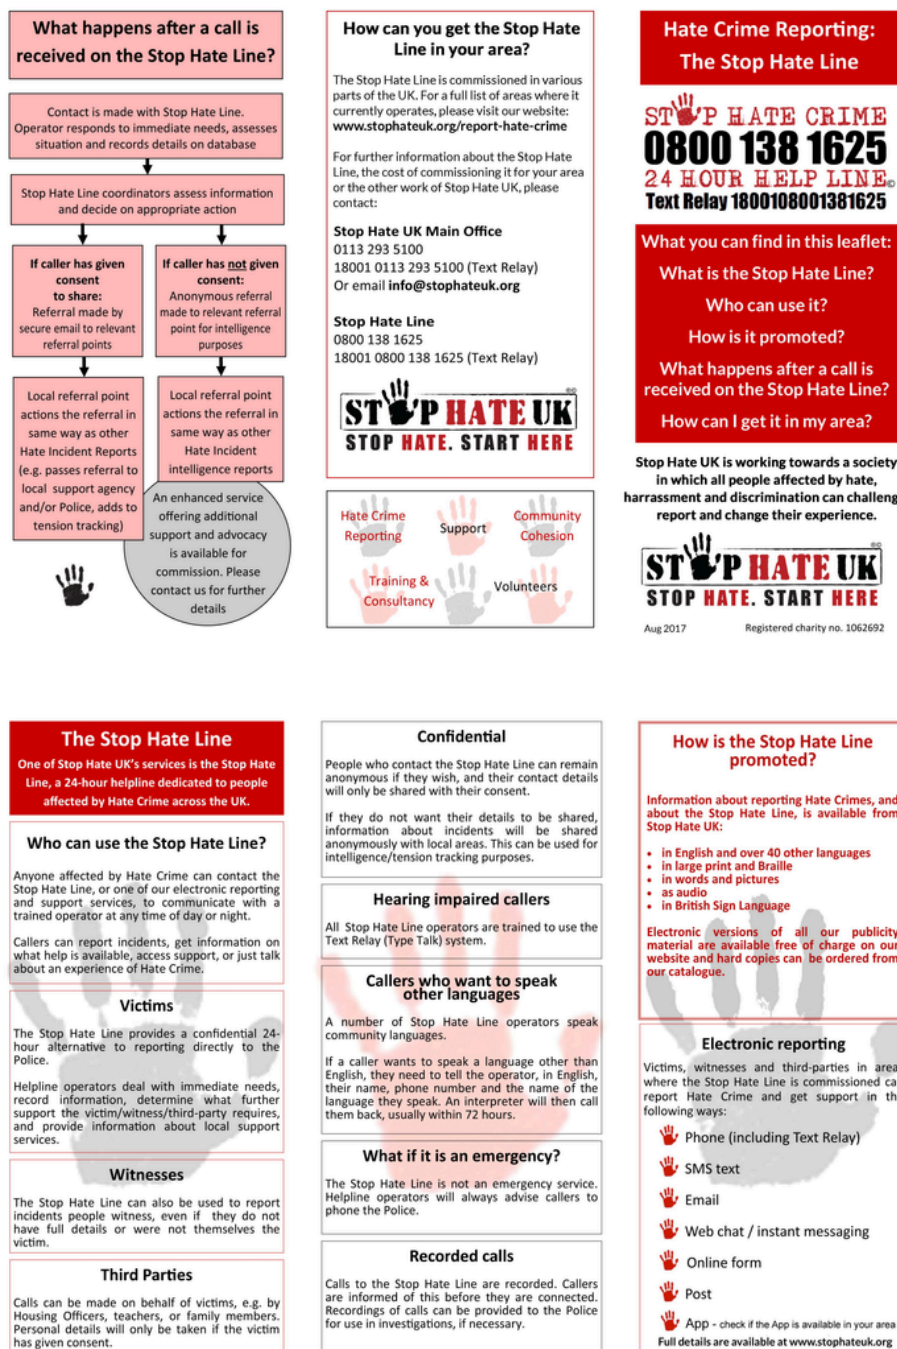 What happens after a call is
received on the Stop Hate Line?
Contact is made with Stop Hate Line.
Operator responds to immediate needs, assesses
situation and records details on database
Stop Hate Line coordinators assess information
and decide on appropriate action
If caller has given
consent
to share:
Referral made by
secure email to relevant
referral points
If caller has not given
consent:
Anonymous referral
made to relevant referral
point for intelligence
purposes
Local referral point
actions the referral in
same way as other
Hate Incident Reports
(e.g. passes referral to
local support agency
and/or Police, adds to
tension tracking)
Local referral point
actions the referral in
same way as other
Hate Incident
intelligence reports
An enhanced service
offering additional
support and advocacy
is available for
commission. Please
contact us for further
details
How can you get the Stop Hate
Line in your area?
The Stop Hate Line is commissioned in various
parts of the UK. For a full list of areas where it
currently operates, please visit our website:
www.stophateuk.org/report-hate-crime
For further information about the Stop Hate
Line, the cost of commissioning it for your area
or the other work of Stop Hate UK, please
contact:
Stop Hate UK Main Office
0113 293 5100
18001 0113 293 5100 (Text Relay)
Or email info@stophateuk.org
Stop Hate Line
0800 138 1625
18001 0800 138 1625 (Text Relay)
STOP HATE UK
STOP HATE. START HERE
Hate Crime
Reporting
Support
Community
Cohesion
Training &
Consultancy
Volunteers
Hate Crime Reporting:
The Stop Hate Line
STOP HATE CRIME
0800 138 1625
24 HOUR HELP LINE©
Text Relay 1800108001381625
What you can find in this leaflet:
What is the Stop Hate Line?
Who can use it?
How is it promoted?
What happens after a call is
received on the Stop Hate Line?
How can I get it in my area?
Stop Hate UK is working towards a society
in which all people affected by hate,
harrassment and discrimination can challeng
report and change their experience.
STOP HATE UK
STOP HATE. START HERE
Aug 2017 Registered charity no. 1062692
The Stop Hate Line
One of Stop Hate UK's services is the Stop Hate
Line, a 24-hour helpline dedicated to people
affected by Hate Crime across the UK.
Who can use the Stop Hate Line?
Anyone affected by Hate Crime can contact the
Stop Hate Line, or one of our electronic reporting
and support services, to communicate with a
trained operator at any time of day or night.
Callers can report incidents, get information on
what help is available, access support, or just talk
about an experience of Hate Crime.
Victims
The Stop Hate Line provides a confidential 24-
hour alternative to reporting directly to the
Police.
Helpline operators deal with immediate needs,
record information, determine what further
support the victim/witness/third-party requires,
and provide information about local support
services.
Witnesses
The Stop Hate Line can also be used to report
incidents people witness, even if they do not
have full details or were not themselves the
victim.
Third Parties
Calls can be made on behalf of victims, e.g. by
Housing Officers, teachers, or family members.
Personal details will only be taken if the victim
has given consent.
Confidential
People who contact the Stop Hate Line can remain
anonymous if they wish, and their contact details
will only be shared with their consent.
If they do not want their details to be shared,
information about incidents will be shared
anonymously with local areas. This can be used for
intelligence/tension tracking purposes.
Hearing impaired callers
All Stop Hate Line operators are trained to use the
Text Relay (Type Talk) system.
Callers who want to speak
other languages
A number of Stop Hate Line operators speak
community languages.
If a caller wants to speak a language other than
English, they need to tell the operator, in English,
their name, phone number and the name of the
language they speak. An interpreter will then call
them back, usually within 72 hours.
What if it is an emergency?
The Stop Hate Line is not an emergency service.
Helpline operators will always advise callers to
phone the Police.
Recorded calls
Calls to the Stop Hate Line are recorded. Callers
are informed of this before they are connected.
Recordings of calls can be provided to the Police
for use in investigations, if necessary.
How is the Stop Hate Line
promoted?
Information about reporting Hate Crimes, and
about the Stop Hate Line, is available from
Stop Hate UK:
• in English and over 40 other languages
• in large print and Braille
• in words and pictures
• as audio
• in British Sign Language
Electronic versions of all our publicity
material are available free of charge on our
website and hard copies can be ordered from
our catalogue.
Electronic reporting
Victims, witnesses and third-parties in area
where the Stop Hate Line is commissioned ca
report Hate Crime and get support in th
following ways:
Phone (including Text Relay)
SMS text
Email
Web chat / instant messaging
Online form
Post
App - check if the App is available in your area
Full details are available at www.stophateuk.org